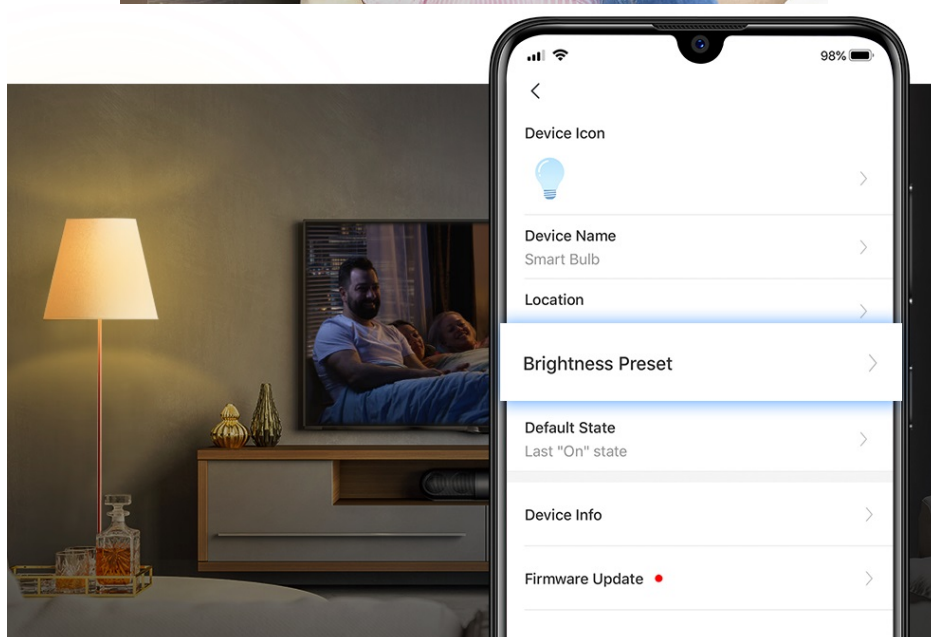 98%
Device Icon
Device Name
Smart Bulb
Location
Brightness Preset
Default State
Last "On" state
Device Info
Firmware Update